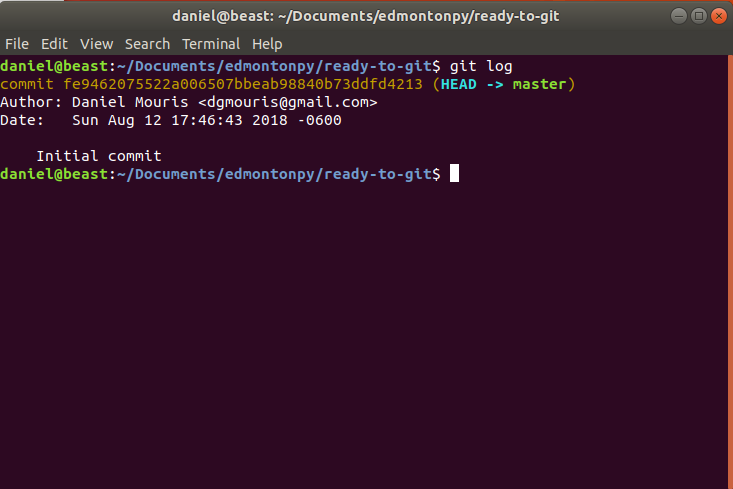 daniel@beast: ~/Documents/edmontonpy/ready-to-git
File Edit View Search Terminal Help
daniel@beast:~/Documents/edmontonpy/ready-to-git$ git log
commit fe9462075522a006507bbeab98840b73ddfd4213 (HEAD -> master)
Author: Daniel Mouris <dgmouris@gmail.com>
Date:   Sun Aug 12 17:46:43 2018 -0600
    Initial commit
daniel@beast:~/Documents/edmontonpy/ready-to-git$